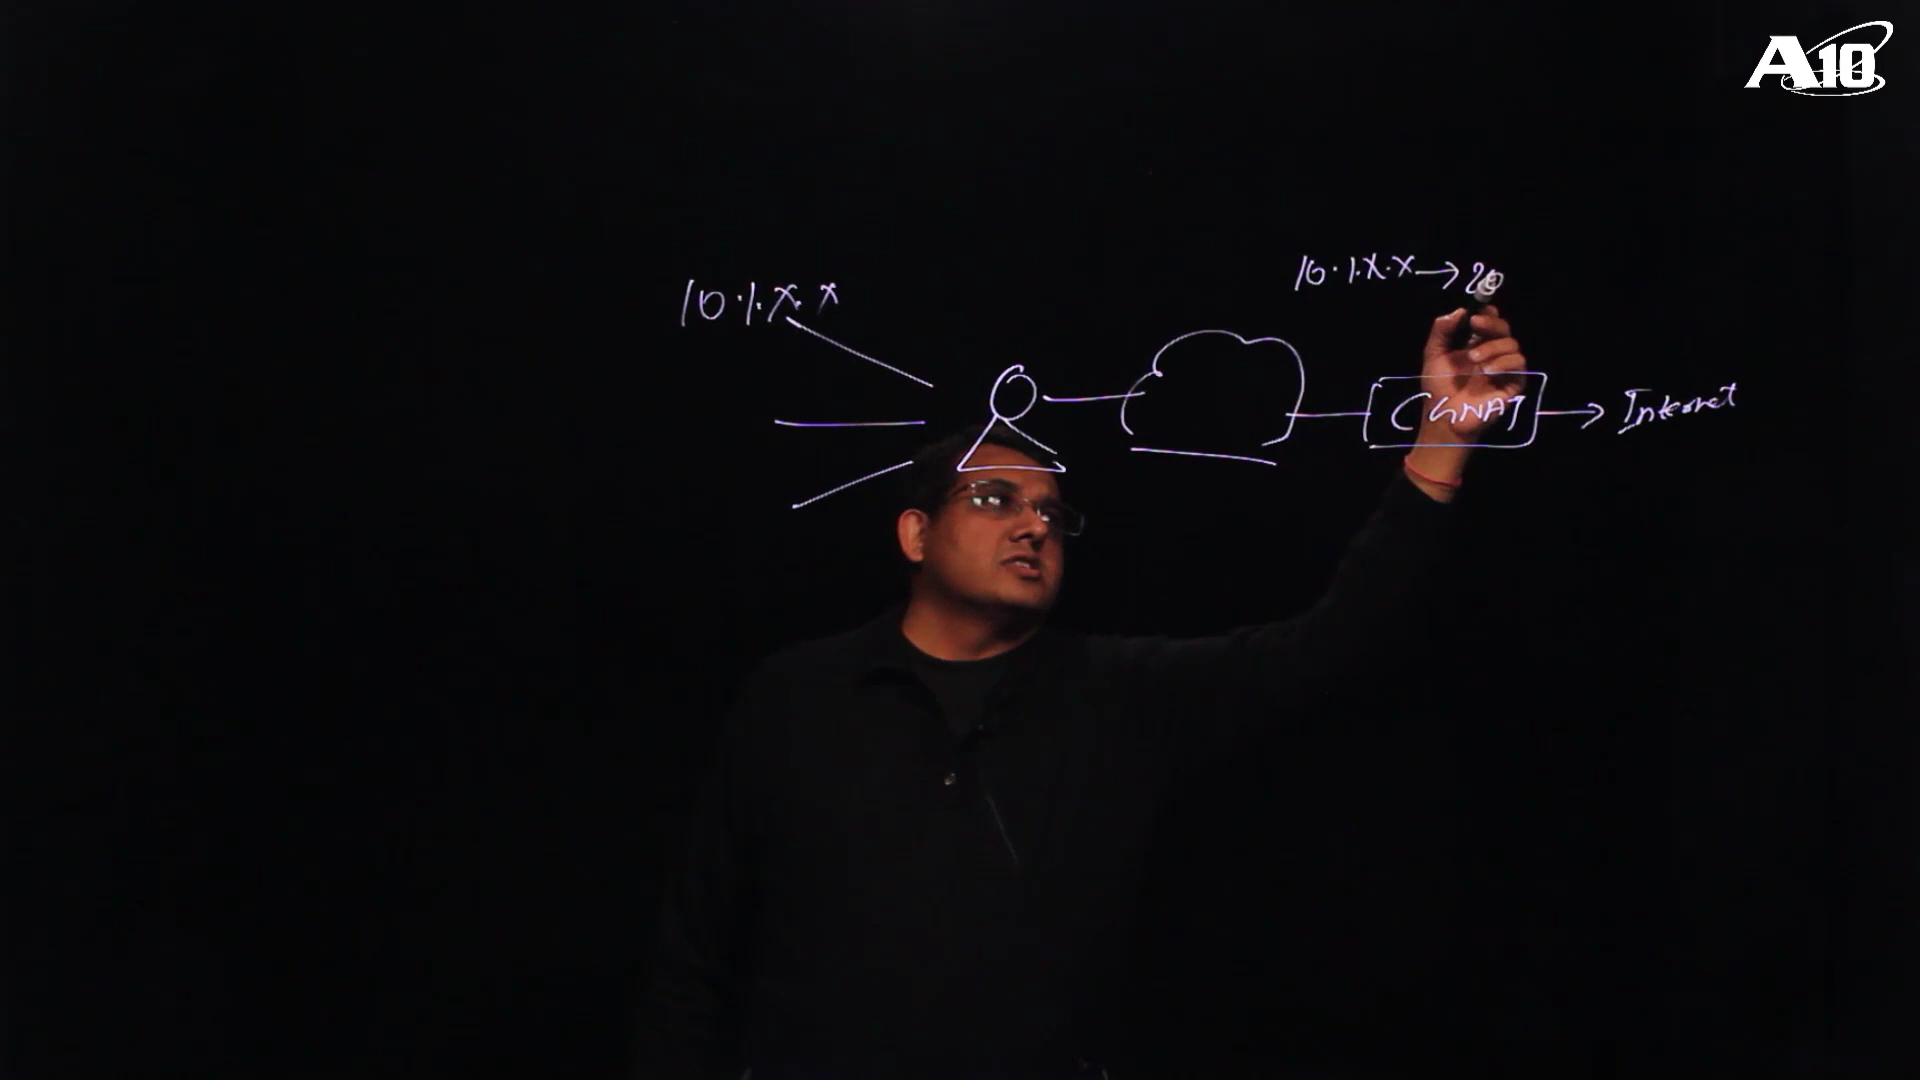 A10
10.1.X.X → 20
10.1.X.X
CGNAT → Internet